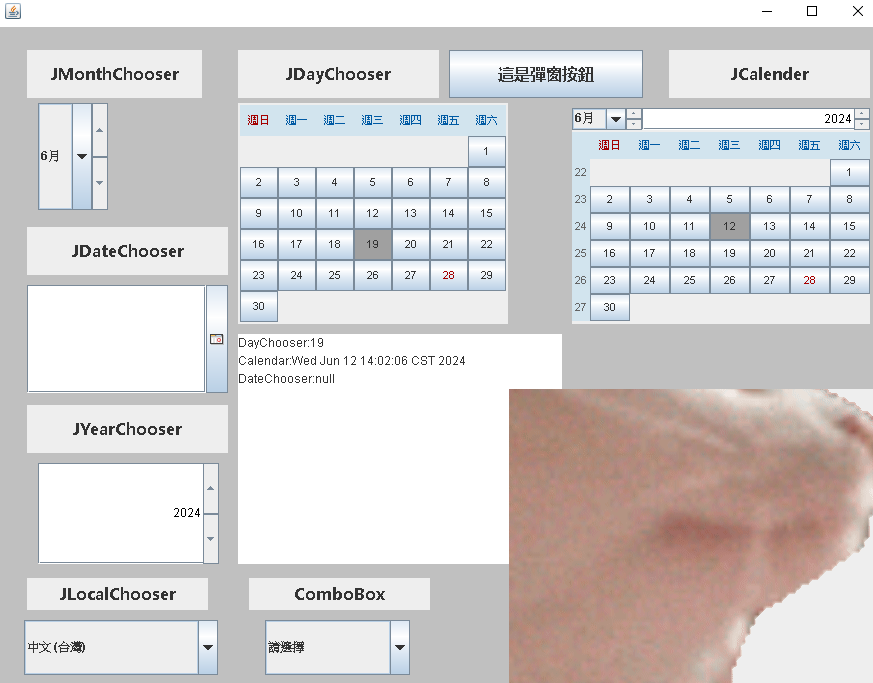 JMonthChooser
JDayChooser
這是彈窗按鈕
JCalender
6月
週日 週一 週二 週三 週四 週五 週六
1
2 3 4 5 6 7 8
9 10 11 12 13 14 15
16 17 18 19 20 21 22
23 24 25 26 27 28 29
30
6月 2024
週日 週一 週二 週三 週四 週五 週六
22 1
23 2 3 4 5 6 7 8
24 9 10 11 12 13 14 15
25 16 17 18 19 20 21 22
26 23 24 25 26 27 28 29
27 30
JDateChooser
DayChooser:19
Calendar:Wed Jun 12 14:02:06 CST 2024
DateChooser:null
JYearChooser
2024
JLocalChooser
ComboBox
中文 (台灣)
請選擇